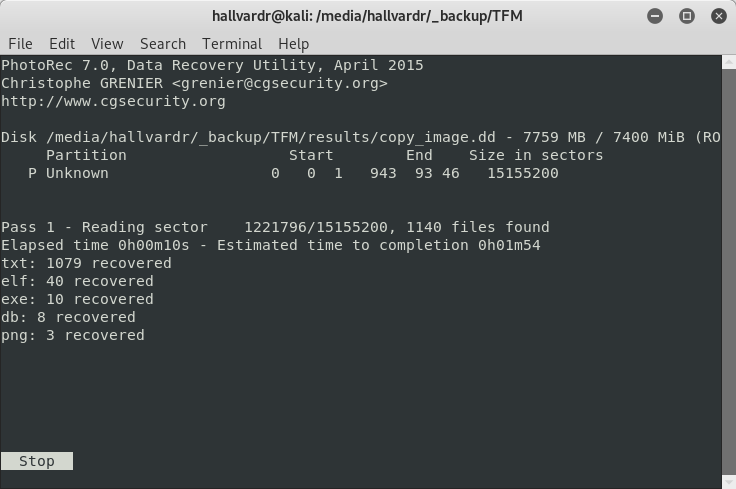 hallvardr@kali: /media/hallvardr/_backup/TFM
File Edit View Search Terminal Help
PhotoRec 7.0, Data Recovery Utility, April 2015
Christophe GRENIER <grenier@cgsecurity.org>
http://www.cgsecurity.org
Disk /media/hallvardr/_backup/TFM/results/copy_image.dd - 7759 MB / 7400 MiB (RO
Partition Start End Size in sectors
P Unknown 0 0 1 943 93 46 15155200
Pass 1 - Reading sector 1221796/15155200, 1140 files found
Elapsed time 0h00m10s - Estimated time to completion 0h01m54
txt: 1079 recovered
elf: 40 recovered
exe: 10 recovered
db: 8 recovered
png: 3 recovered
Stop